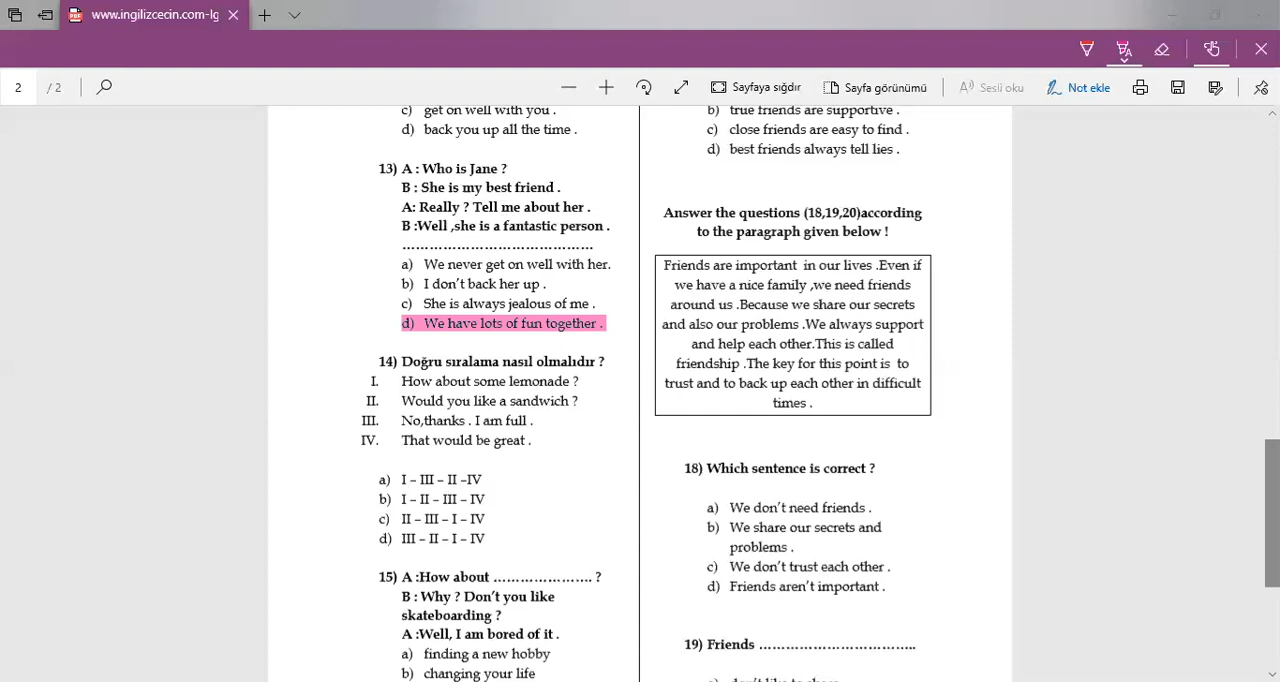 www.ingilizcecin.com-lg
2 / 2
Sayfaya sığdır
Sayfa görünümü
Sesli oku
Not ekle
c) get on well with you .
d) back you up all the time .
13) A : Who is Jane ?
B : She is my best friend .
A: Really ? Tell me about her .
B :Well ,she is a fantastic person .
…………………………………
a) We never get on well with her.
b) I don't back her up .
c) She is always jealous of me .
d) We have lots of fun together .
14) Doğru sıralama nasıl olmalıdır ?
I. How about some lemonade ?
II. Would you like a sandwich ?
III. No,thanks . I am full .
IV. That would be great .
a) I – III – II –IV
b) I – II – III – IV
c) II – III – I – IV
d) III – II – I – IV
15) A :How about …………………. ?
B : Why ? Don't you like
skateboarding ?
A :Well, I am bored of it .
a) finding a new hobby
b) changing your life
b) true friends are supportive .
c) close friends are easy to find .
d) best friends always tell lies .
Answer the questions (18,19,20)according
to the paragraph given below !
Friends are important in our lives .Even if
we have a nice family ,we need friends
around us .Because we share our secrets
and also our problems .We always support
and help each other.This is called
friendship .The key for this point is to
trust and to back up each other in difficult
times .
18) Which sentence is correct ?
a) We don't need friends .
b) We share our secrets and
problems .
c) We don't trust each other .
d) Friends aren't important .
19) Friends ……………………………..